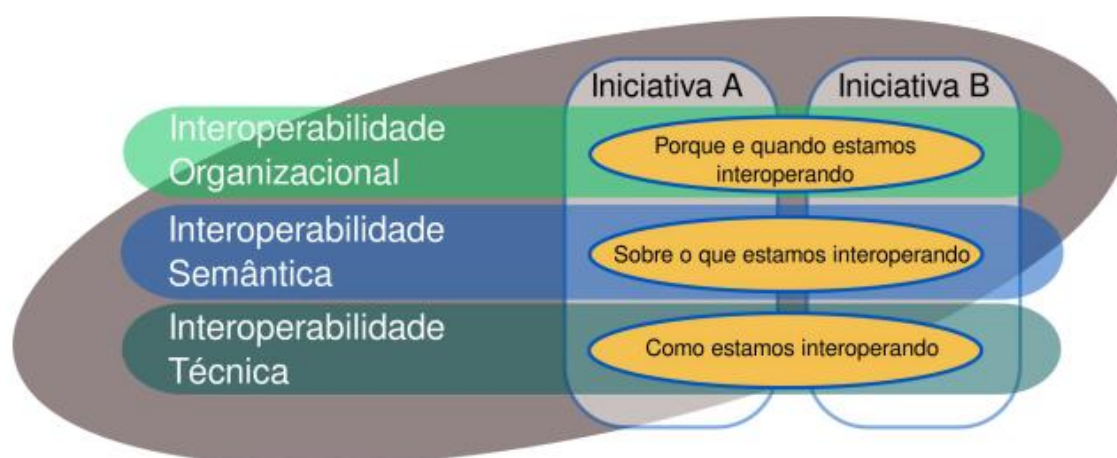 Iniciativa A
Iniciativa B
Interoperabilidade
Organizacional
Porque e quando estamos
interoperando
Interoperabilidade
Semântica
Sobre o que estamos interoperando
Interoperabilidade
Técnica
Como estamos interoperando